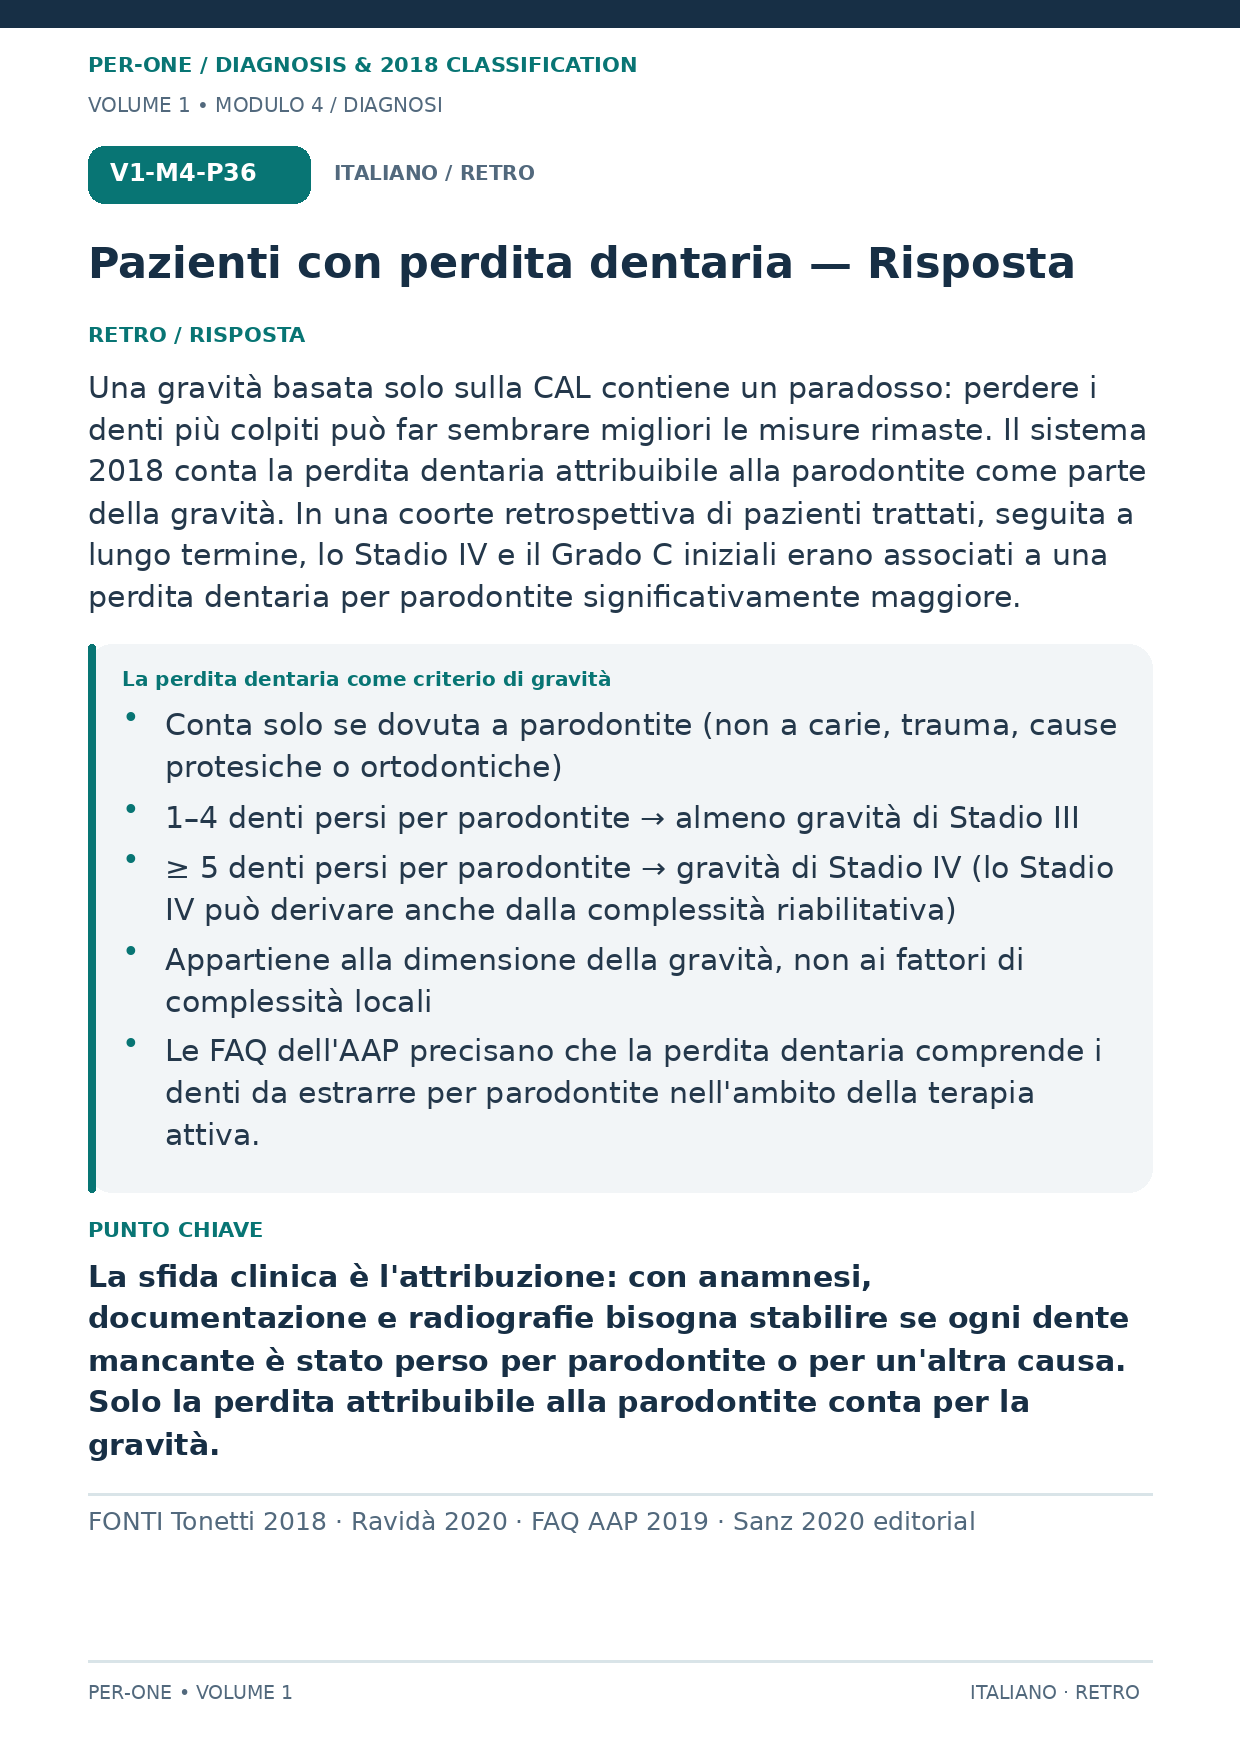 PER-ONE / DIAGNOSIS & 2018 CLASSIFICATION
VOLUME 1 • MODULO 4 / DIAGNOSI
V1-M4-P36
ITALIANO / RETRO
Pazienti con perdita dentaria — Risposta
RETRO / RISPOSTA
Una gravità basata solo sulla CAL contiene un paradosso: perdere i
denti più colpiti può far sembrare migliori le misure rimaste. Il sistema
2018 conta la perdita dentaria attribuibile alla parodontite come parte
della gravità. In una coorte retrospettiva di pazienti trattati, seguita a
lungo termine, lo Stadio IV e il Grado C iniziali erano associati a una
perdita dentaria per parodontite significativamente maggiore.
La perdita dentaria come criterio di gravità
• Conta solo se dovuta a parodontite (non a carie, trauma, cause
protesiche o ortodontiche)
• 1–4 denti persi per parodontite → almeno gravità di Stadio III
• ≥ 5 denti persi per parodontite → gravità di Stadio IV (lo Stadio
IV può derivare anche dalla complessità riabilitativa)
• Appartiene alla dimensione della gravità, non ai fattori di
complessità locali
• Le FAQ dell'AAP precisano che la perdita dentaria comprende i
denti da estrarre per parodontite nell'ambito della terapia
attiva.
PUNTO CHIAVE
La sfida clinica è l'attribuzione: con anamnesi,
documentazione e radiografie bisogna stabilire se ogni dente
mancante è stato perso per parodontite o per un'altra causa.
Solo la perdita attribuibile alla parodontite conta per la
gravità.
FONTI Tonetti 2018 · Ravidà 2020 · FAQ AAP 2019 · Sanz 2020 editorial
PER-ONE • VOLUME 1
ITALIANO · RETRO